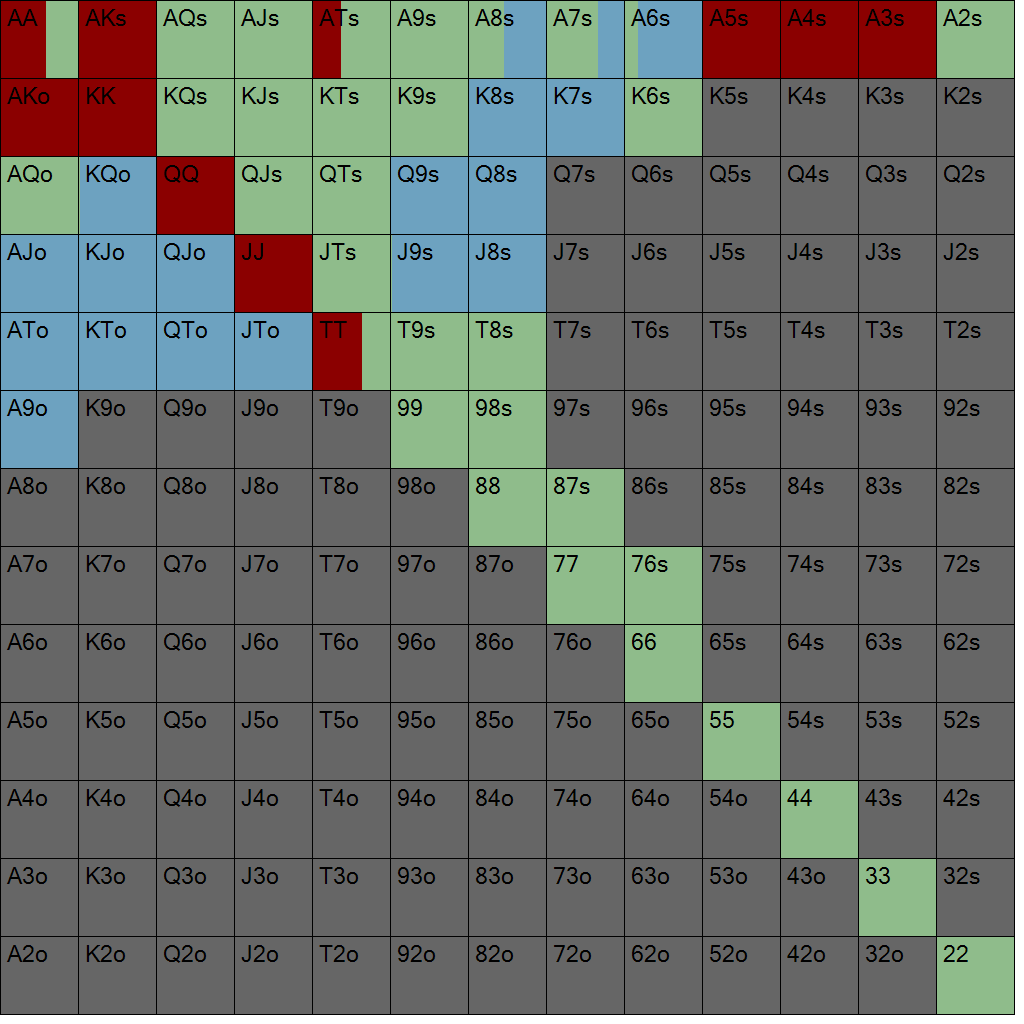 AA AKs AQs AJs ATs A9s A8s A7s A6s A5s A4s A3s A2s
AKo KK KQs KJs KTs K9s K8s K7s K6s K5s K4s K3s K2s
AQo KQo QQ QJs QTs Q9s Q8s Q7s Q6s Q5s Q4s Q3s Q2s
AJo KJo QJo JJ JTs J9s J8s J7s J6s J5s J4s J3s J2s
ATo KTo QTo JTo TT T9s T8s T7s T6s T5s T4s T3s T2s
A9o K9o Q9o J9o T9o 99 98s 97s 96s 95s 94s 93s 92s
A8o K8o Q8o J8o T8o 98o 88 87s 86s 85s 84s 83s 82s
A7o K7o Q7o J7o T7o 97o 87o 77 76s 75s 74s 73s 72s
A6o K6o Q6o J6o T6o 96o 86o 76o 66 65s 64s 63s 62s
A5o K5o Q5o J5o T5o 95o 85o 75o 65o 55 54s 53s 52s
A4o K4o Q4o J4o T4o 94o 84o 74o 64o 54o 44 43s 42s
A3o K3o Q3o J3o T3o 93o 83o 73o 63o 53o 43o 33 32s
A2o K2o Q2o J2o T2o 92o 82o 72o 62o 52o 42o 32o 22